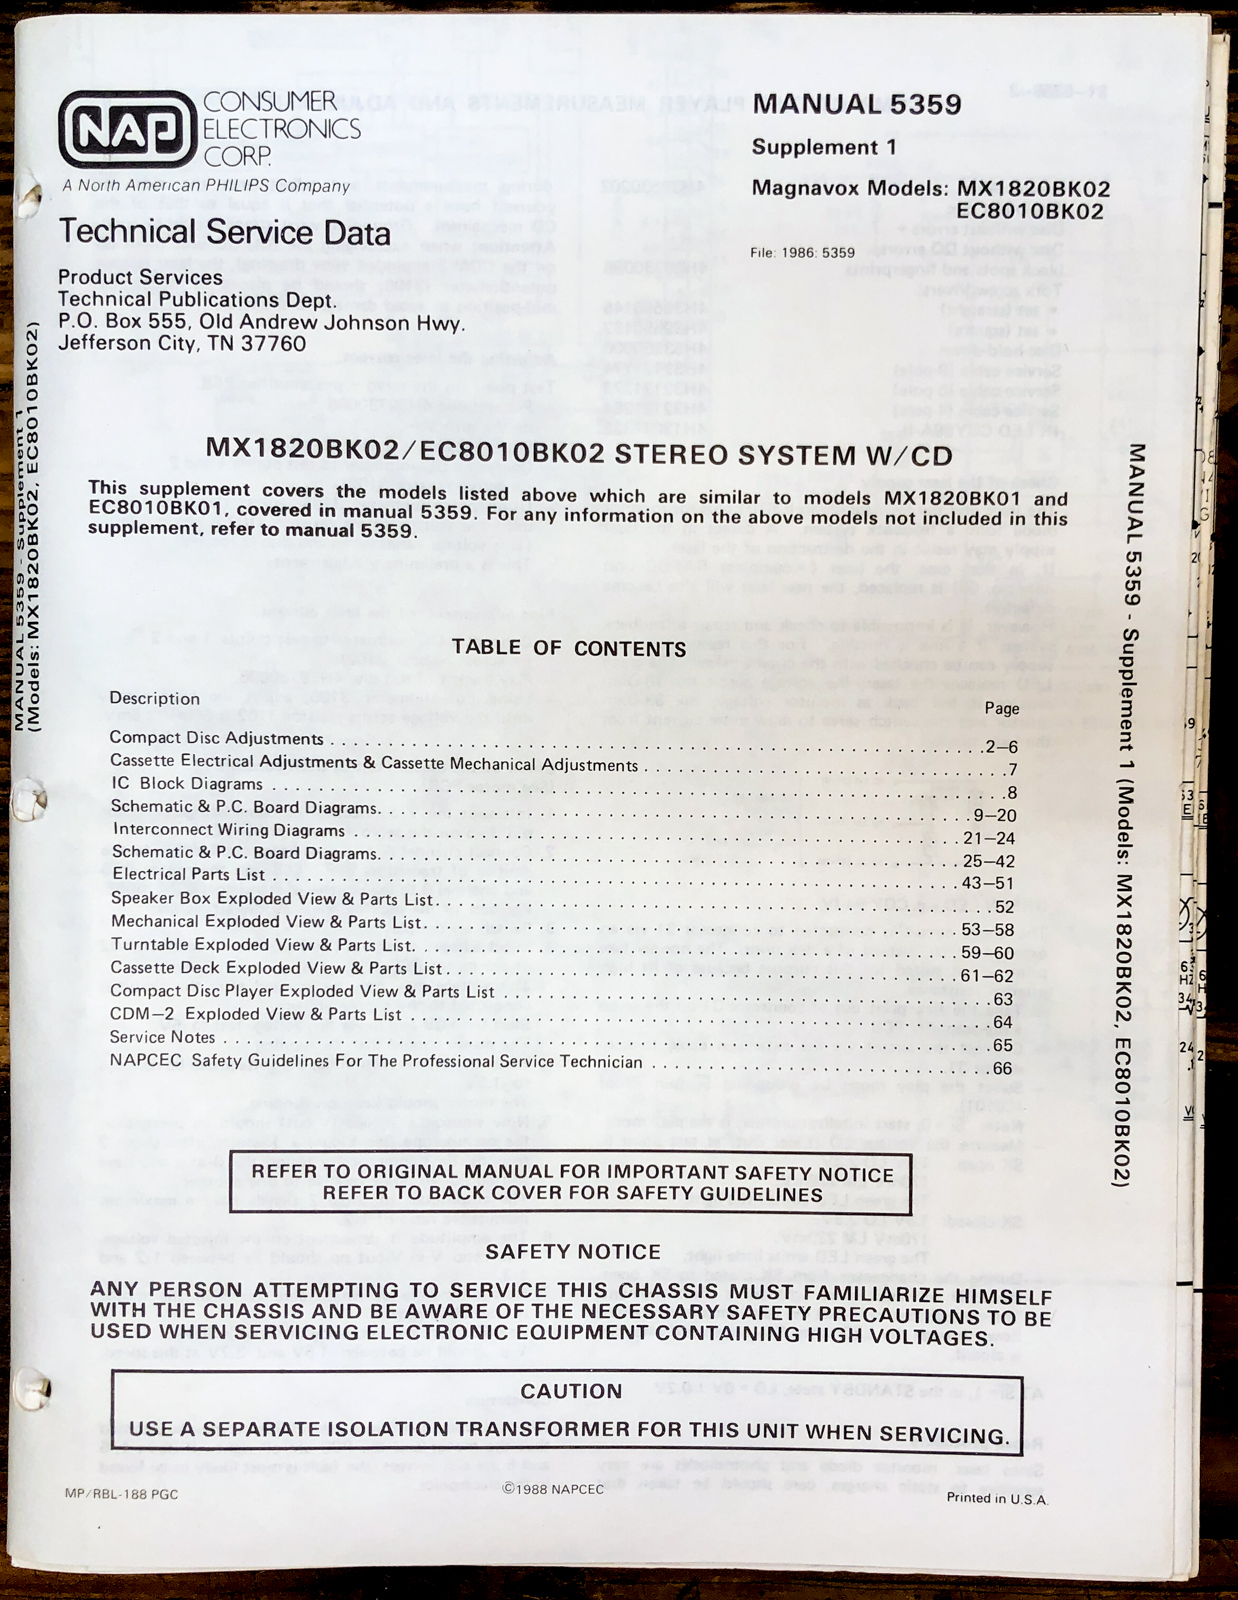 NAP
CONSUMER
ELECTRONICS
CORP.
A North American PHILIPS Company
Technical Service Data
Product Services
Technical Publications Dept.
P.O. Box 555, Old Andrew Johnson Hwy.
Jefferson City, TN 37760
MANUAL 5359
Supplement 1
Magnavox Models: MX1820BK02
EC8010BK02
File: 1986: 5359
MANUAL 5359 - Supplement 1
(Models: MX1820BK02, EC8010BK02)
MX1820BK02/EC8010BK02 STEREO SYSTEM W/CD
This supplement covers the models listed above which are similar to models MX1820BK01 and
EC8010BK01, covered in manual 5359. For any information on the above models not included in this
supplement, refer to manual 5359.
TABLE OF CONTENTS
Description Page
Compact Disc Adjustments . . . 2–6
Cassette Electrical Adjustments & Cassette Mechanical Adjustments . . . 7
IC Block Diagrams . . . 8
Schematic & P.C. Board Diagrams. . . . 9–20
Interconnect Wiring Diagrams . . . 21–24
Schematic & P.C. Board Diagrams. . . . 25–42
Electrical Parts List . . . 43–51
Speaker Box Exploded View & Parts List. . . . 52
Mechanical Exploded View & Parts List. . . . 53–58
Turntable Exploded View & Parts List. . . . 59–60
Cassette Deck Exploded View & Parts List . . . 61–62
Compact Disc Player Exploded View & Parts List . . . 63
CDM–2 Exploded View & Parts List . . . 64
Service Notes . . . 65
NAPCEC Safety Guidelines For The Professional Service Technician . . . 66
MANUAL 5359 - Supplement 1 (Models: MX1820BK02, EC8010BK02)
REFER TO ORIGINAL MANUAL FOR IMPORTANT SAFETY NOTICE
REFER TO BACK COVER FOR SAFETY GUIDELINES
SAFETY NOTICE
ANY PERSON ATTEMPTING TO SERVICE THIS CHASSIS MUST FAMILIARIZE HIMSELF
WITH THE CHASSIS AND BE AWARE OF THE NECESSARY SAFETY PRECAUTIONS TO BE
USED WHEN SERVICING ELECTRONIC EQUIPMENT CONTAINING HIGH VOLTAGES.
CAUTION
USE A SEPARATE ISOLATION TRANSFORMER FOR THIS UNIT WHEN SERVICING.
MP/RBL-188 PGC
©1988 NAPCEC
Printed in U.S.A.